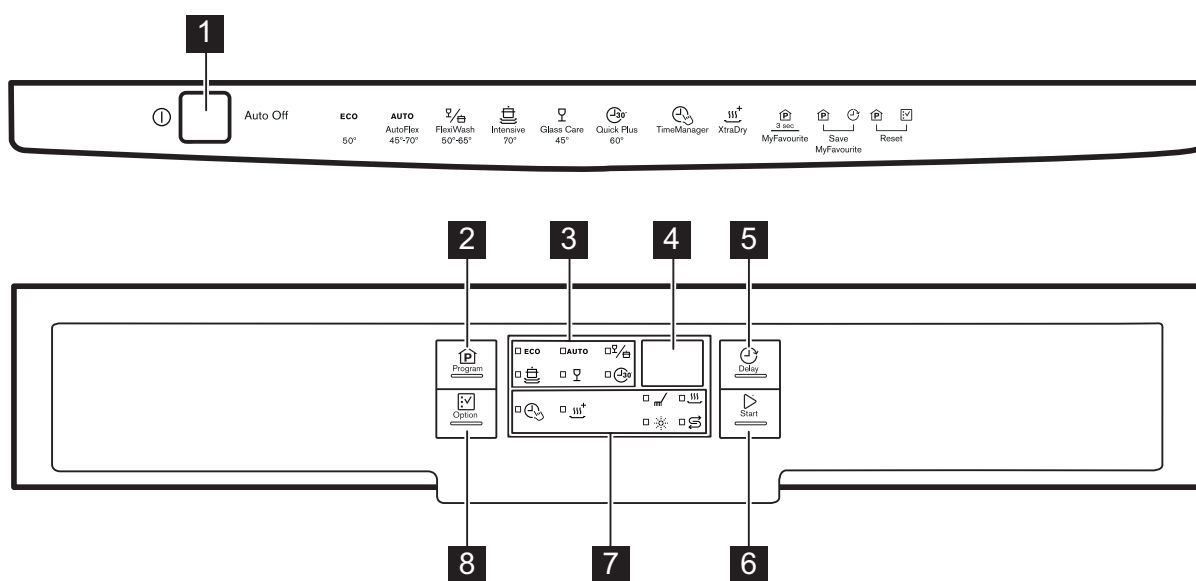 1
Auto Off
ECO
50°
AUTO
AutoFlex
45°-70°
FlexiWash
50°-65°
Intensive
70°
Glass Care
45°
30'
Quick Plus
60°
TimeManager
+
XtraDry
P
3 sec
MyFavourite
P
Save
MyFavourite
P
Reset
2
3
4
5
P
Program
ECO
AUTO
30'
Delay
Option
+
Start
8
7
6